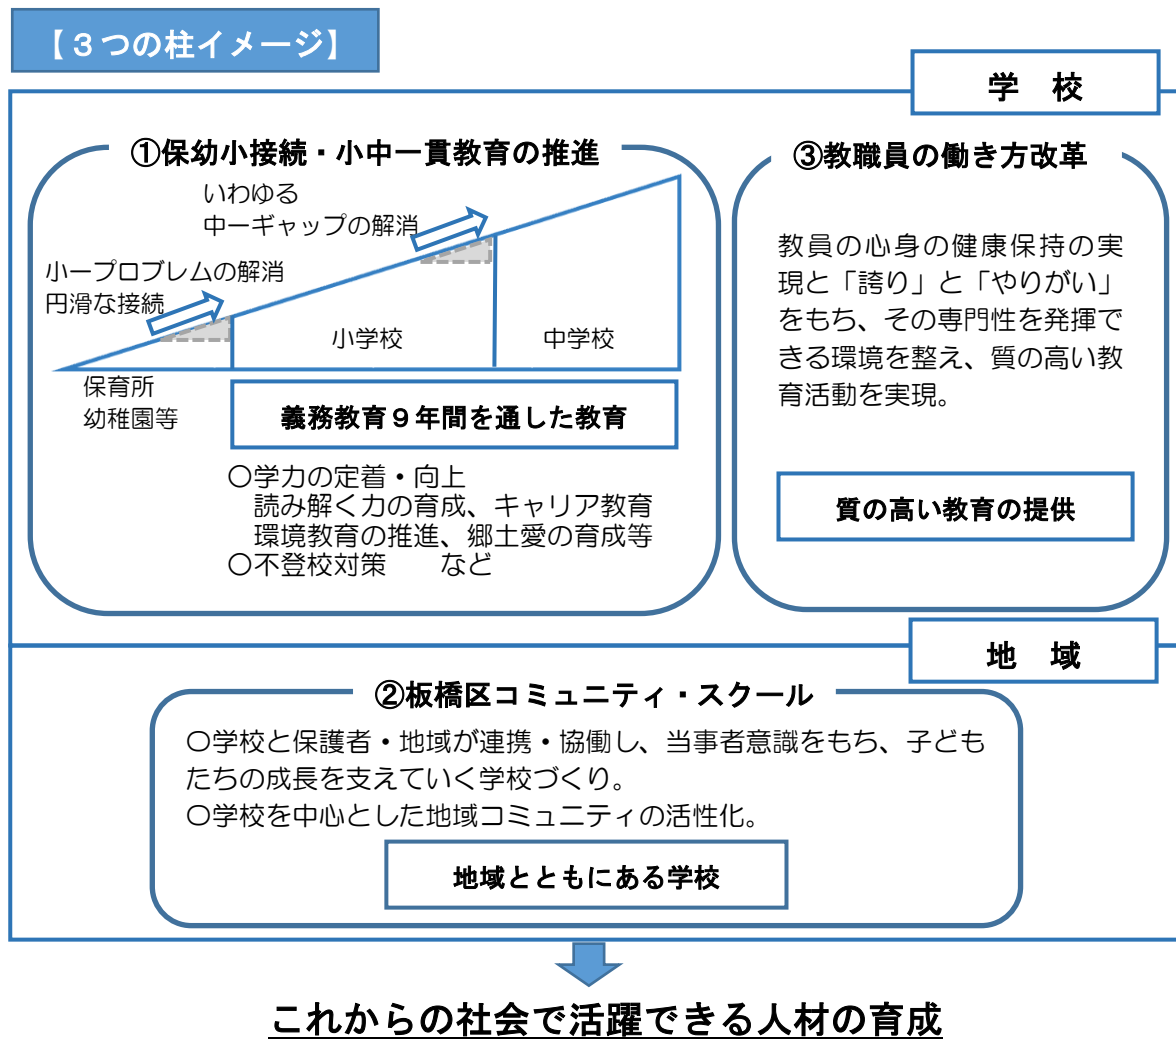 【３つの柱イメージ】
学　校
①保幼小接続・小中一貫教育の推進
いわゆる
中一ギャップの解消
小一プロブレムの解消
円滑な接続
小学校
中学校
保育所
幼稚園等
義務教育９年間を通した教育
〇学力の定着・向上
読み解く力の育成、キャリア教育
環境教育の推進、郷土愛の育成等
〇不登校対策　　など
③教職員の働き方改革
教員の心身の健康保持の実
現と「誇り」と「やりがい」
をもち、その専門性を発揮で
きる環境を整え、質の高い教
育活動を実現。
質の高い教育の提供
地　域
②板橋区コミュニティ・スクール
〇学校と保護者・地域が連携・協働し、当事者意識をもち、子ども
たちの成長を支えていく学校づくり。
〇学校を中心とした地域コミュニティの活性化。
地域とともにある学校
これからの社会で活躍できる人材の育成